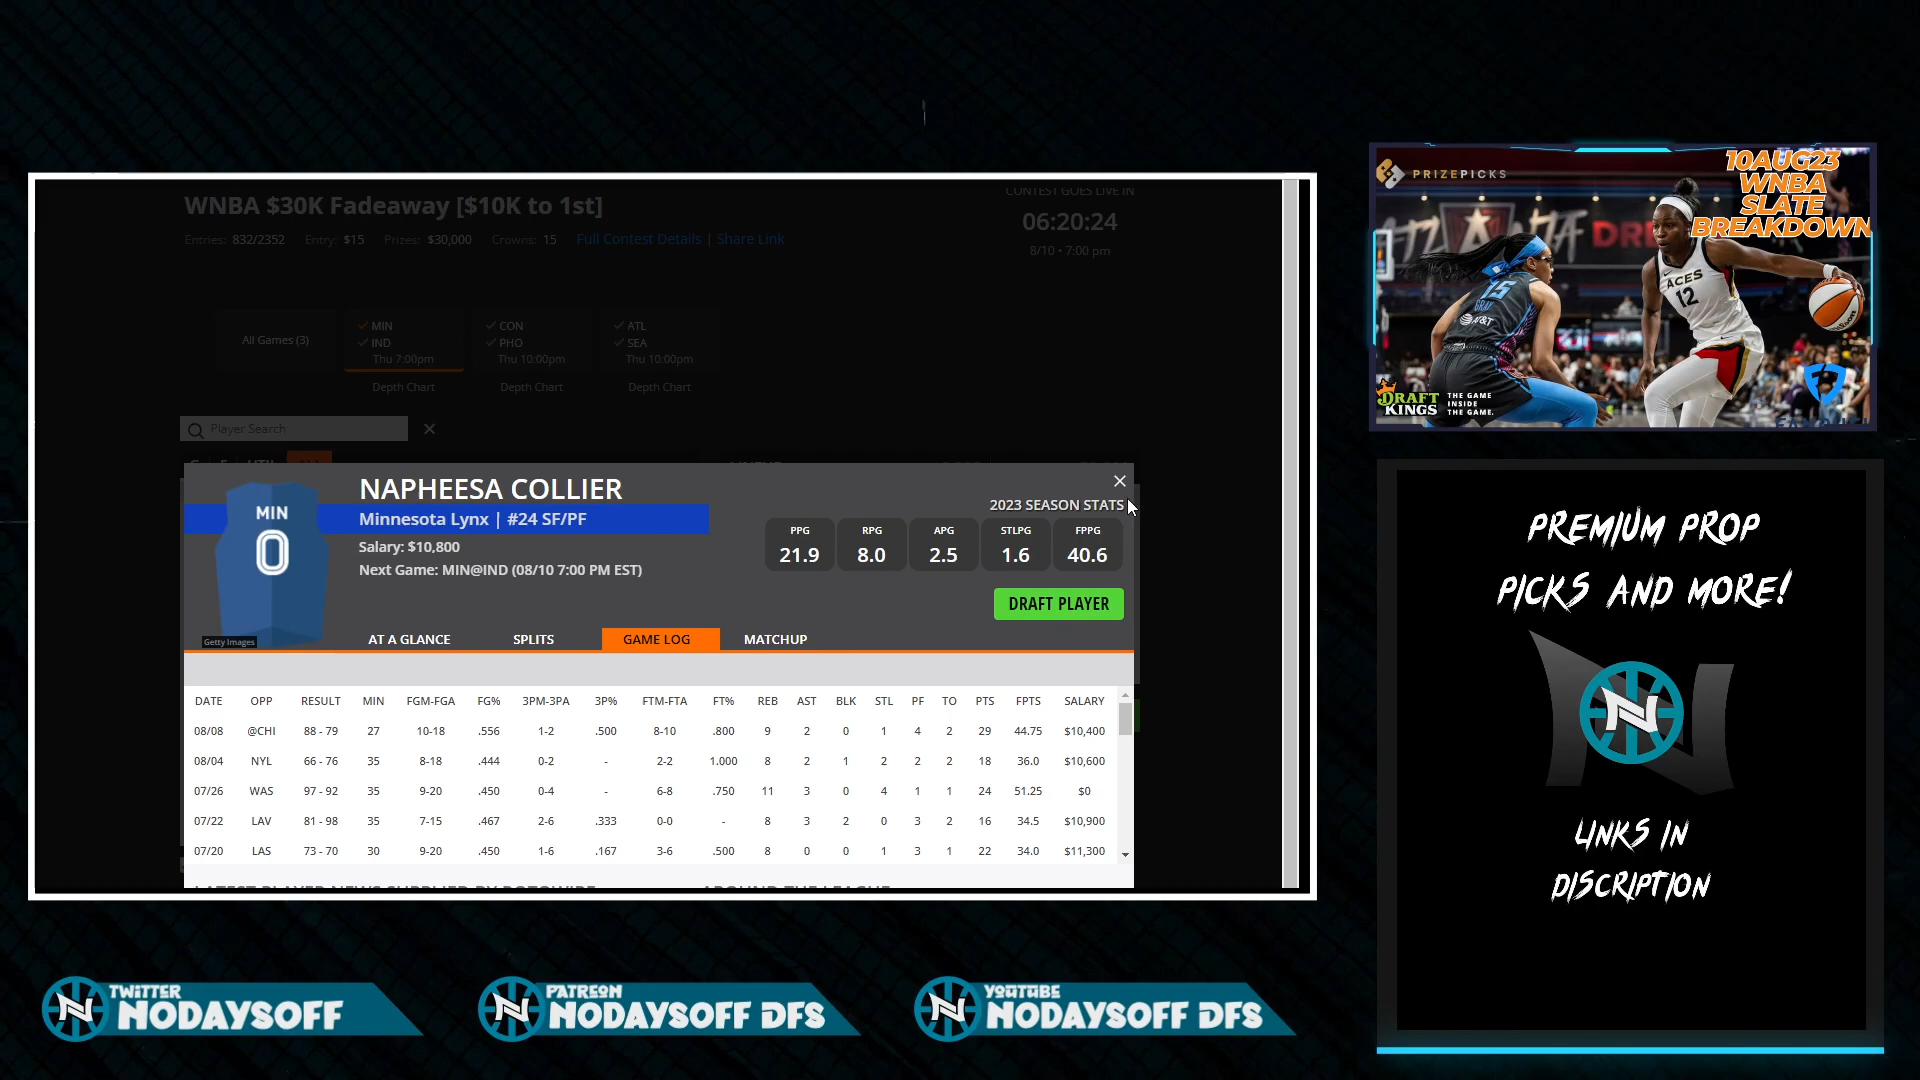 CONTEST GOES LIVE IN
WNBA $30K Fadeaway [$10K to 1st]
06:20:24
Entries: 832/2352 Entry: $15 Prizes: $30,000 Crowns: 15 Full Contest Details | Share Link
8/10 • 7:00 pm
All Games (3)
MIN
IND
Thu 7:00pm
Depth Chart
CON
PHO
Thu 10:00pm
Depth Chart
ATL
SEA
Thu 10:00pm
Depth Chart
Player Search
NAPHEESA COLLIER
Minnesota Lynx | #24 SF/PF
Salary: $10,800
Next Game: MIN@IND (08/10 7:00 PM EST)
MIN
0
Getty Images
2023 SEASON STATS
PPG RPG APG STLPG FPPG
21.9 8.0 2.5 1.6 40.6
DRAFT PLAYER
AT A GLANCE SPLITS GAME LOG MATCHUP
DATE OPP RESULT MIN FGM-FGA FG% 3PM-3PA 3P% FTM-FTA FT% REB AST BLK STL PF TO PTS FPTS SALARY
08/08 @CHI 88 - 79 27 10-18 .556 1-2 .500 8-10 .800 9 2 0 1 4 2 29 44.75 $10,400
08/04 NYL 66 - 76 35 8-18 .444 0-2 - 2-2 1.000 8 2 1 2 2 2 18 36.0 $10,600
07/26 WAS 97 - 92 35 9-20 .450 0-4 - 6-8 .750 11 3 0 4 1 1 24 51.25 $0
07/22 LAV 81 - 98 35 7-15 .467 2-6 .333 0-0 - 8 3 2 0 3 2 16 34.5 $10,900
07/20 LAS 73 - 70 30 9-20 .450 1-6 .167 3-6 .500 8 0 0 1 3 1 22 34.0 $11,300
LATEST PLAYER NEWS SUPPLIED BY ROTOWIRE AROUND THE LEAGUE
PRIZEPICKS
10AUG23
WNBA
SLATE
BREAKDOWN
ACES
12
15
GRAY
AT&T
DRAFT
KINGS
THE GAME
INSIDE
THE GAME.
PREMIUM PROP
PICKS AND MORE!
LINKS IN
DISCRIPTION
TWITTER
NODAYSOFF
PATREON
NODAYSOFF DFS
YOUTUBE
NODAYSOFF DFS